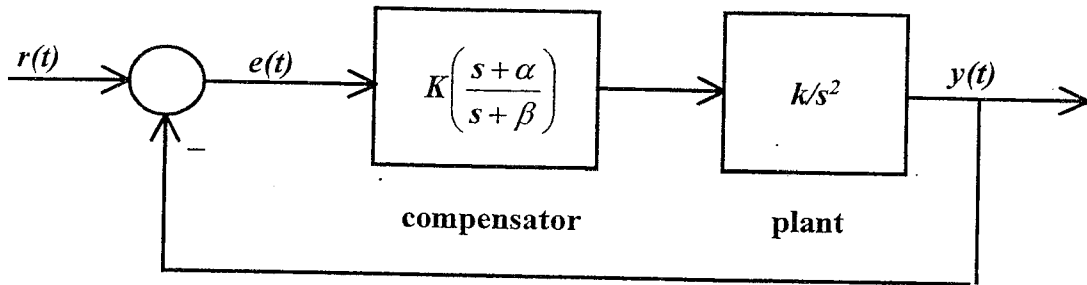 r(t)
e(t)
K(s + α / s + β)
k/s²
y(t)
−
compensator
plant